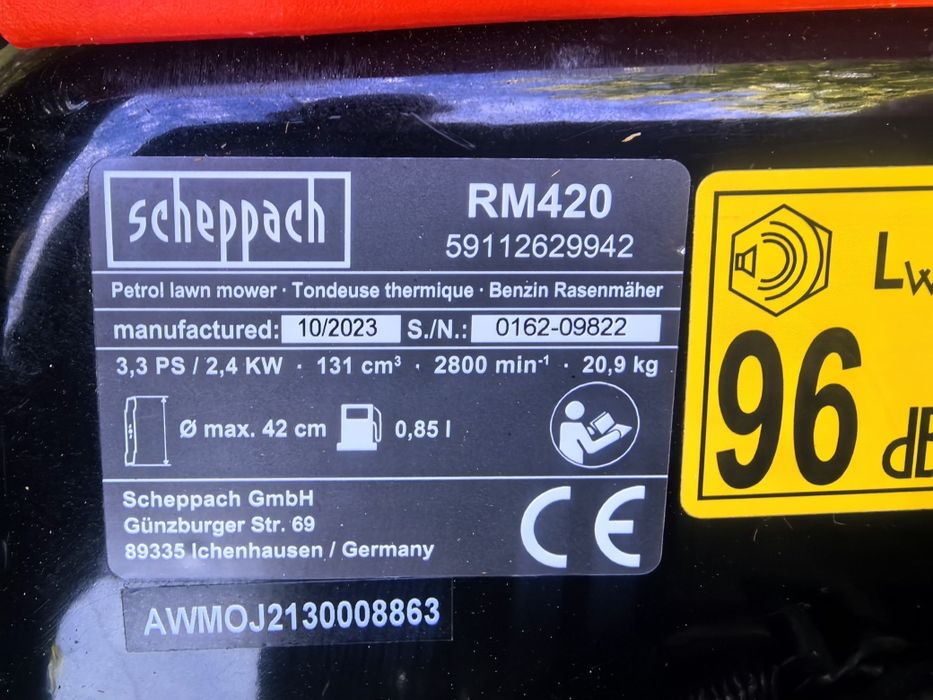 scheppach
RM420
59112629942
Petrol lawn mower · Tondeuse thermique · Benzin Rasenmäher
manufactured: 10/2023 S./N.: 0162-09822
3,3 PS / 2,4 KW · 131 cm³ · 2800 min⁻¹ · 20,9 kg
Ø max. 42 cm 0,85 l
Scheppach GmbH
Günzburger Str. 69
89335 Ichenhausen / Germany
CE
AWMOJ2130008863
LW
96 dB